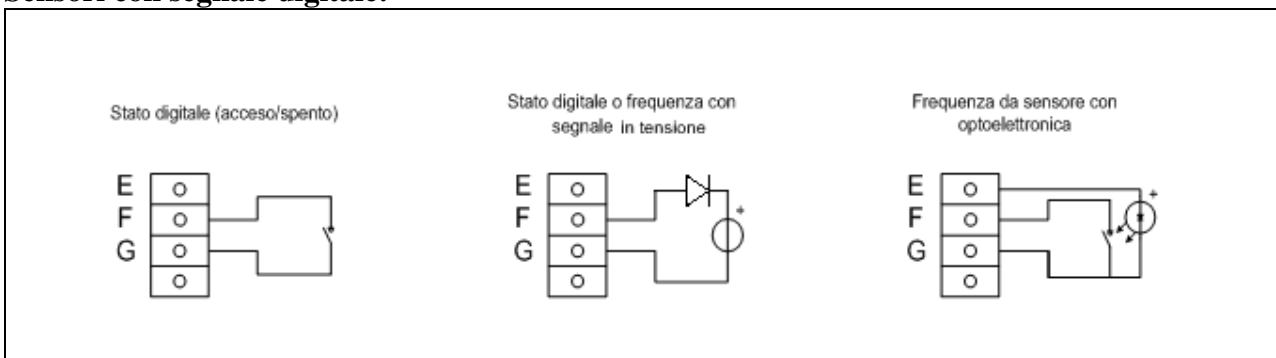 Sensori con segnale digitale:
Stato digitale (acceso/spento)
E
F
G
Stato digitale o frequenza con
segnale in tensione
E
F
G
+
Frequenza da sensore con
optoelettronica
E
F
G
+